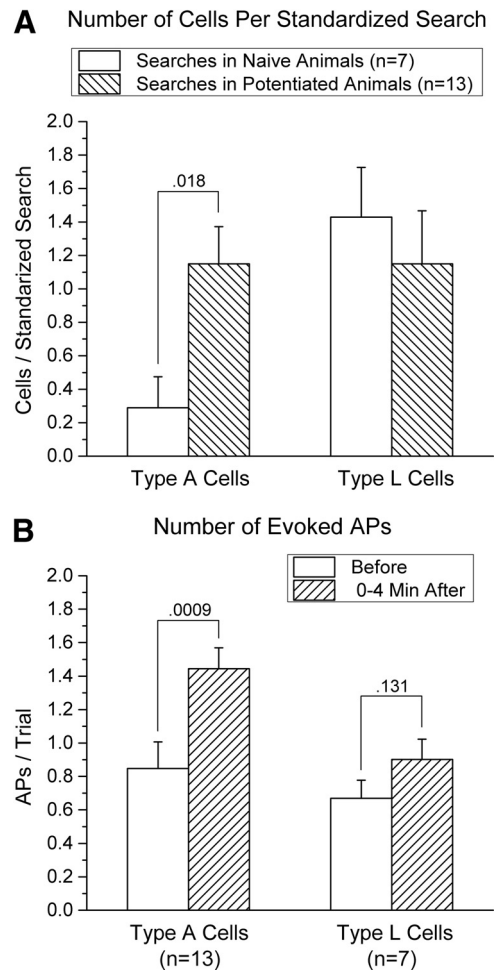 A Number of Cells Per Standardized Search
Searches in Naive Animals (n=7)
Searches in Potentiated Animals (n=13)
Cells / Standarized Search
2.0
1.8
1.6
1.4
1.2
1.0
0.8
0.6
0.4
0.2
0.0
.018
Type A Cells Type L Cells
B Number of Evoked APs
Before
0-4 Min After
APs / Trial
2.0
1.8
1.6
1.4
1.2
1.0
0.8
0.6
0.4
0.2
0.0
.0009
.131
Type A Cells Type L Cells
(n=13) (n=7)